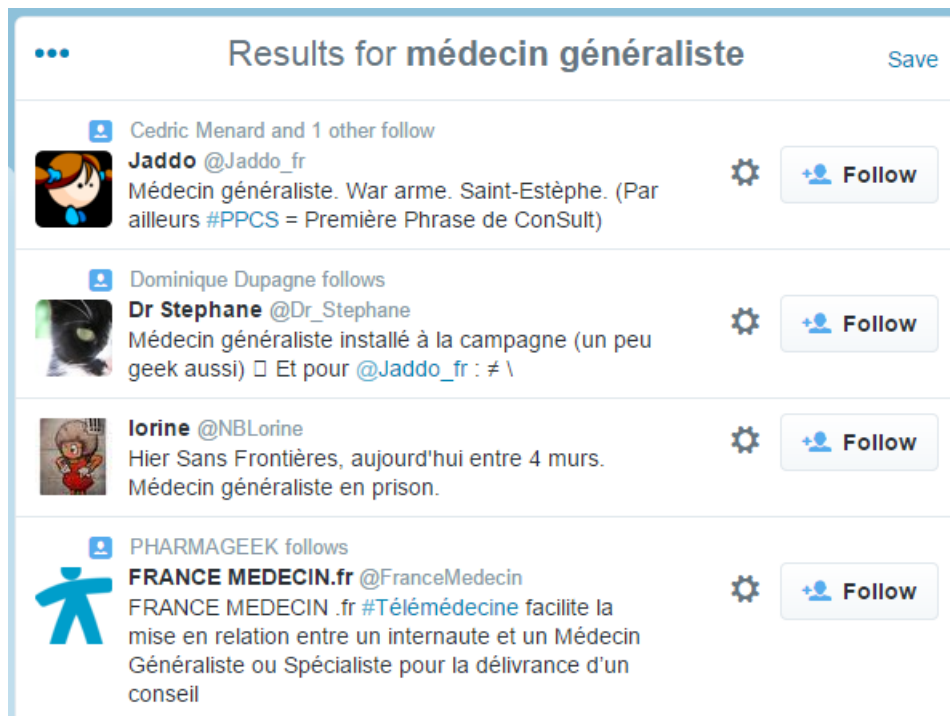 Results for médecin généraliste
Save
Cedric Menard and 1 other follow
Jaddo @Jaddo_fr
Médecin généraliste. War arme. Saint-Estèphe. (Par
ailleurs #PPCS = Première Phrase de ConSult)
Follow
Dominique Dupagne follows
Dr Stephane @Dr_Stephane
Médecin généraliste installé à la campagne (un peu
geek aussi) ▯ Et pour @Jaddo_fr : ≠ \
Follow
lorine @NBLorine
Hier Sans Frontières, aujourd'hui entre 4 murs.
Médecin généraliste en prison.
Follow
PHARMAGEEK follows
FRANCE MEDECIN.fr @FranceMedecin
FRANCE MEDECIN .fr #Télémédecine facilite la
mise en relation entre un internaute et un Médecin
Généraliste ou Spécialiste pour la délivrance d’un
conseil
Follow